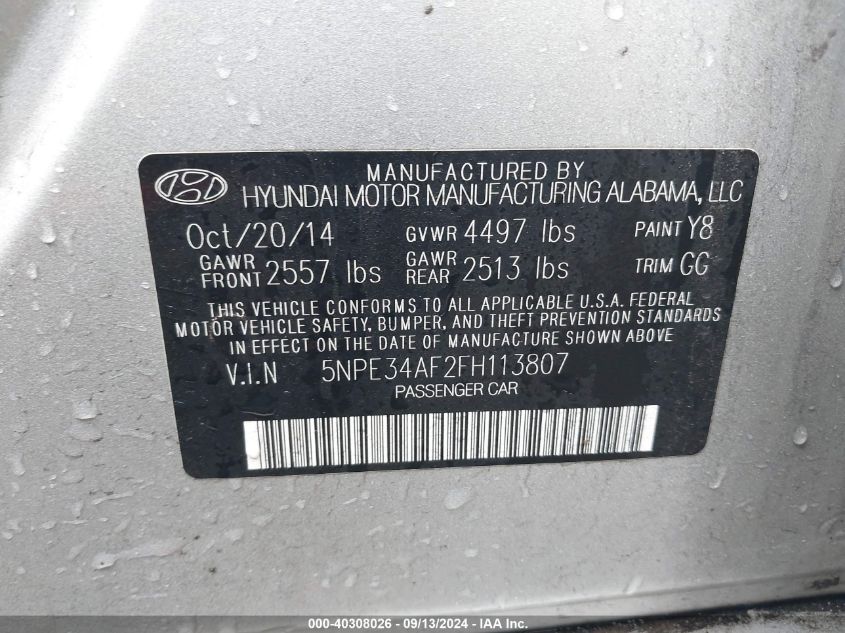 MANUFACTURED BY
HYUNDAI MOTOR MANUFACTURING ALABAMA, LLC
Oct/20/14 GVWR 4497 lbs PAINT Y8
GAWR FRONT 2557 lbs GAWR REAR 2513 lbs TRIM GG
THIS VEHICLE CONFORMS TO ALL APPLICABLE U.S.A. FEDERAL
MOTOR VEHICLE SAFETY, BUMPER, AND THEFT PREVENTION STANDARDS
IN EFFECT ON THE DATE OF MANUFACTURE SHOWN ABOVE
V.I.N 5NPE34AF2FH113807
PASSENGER CAR
000-40308026 - 09/13/2024 - IAA Inc.